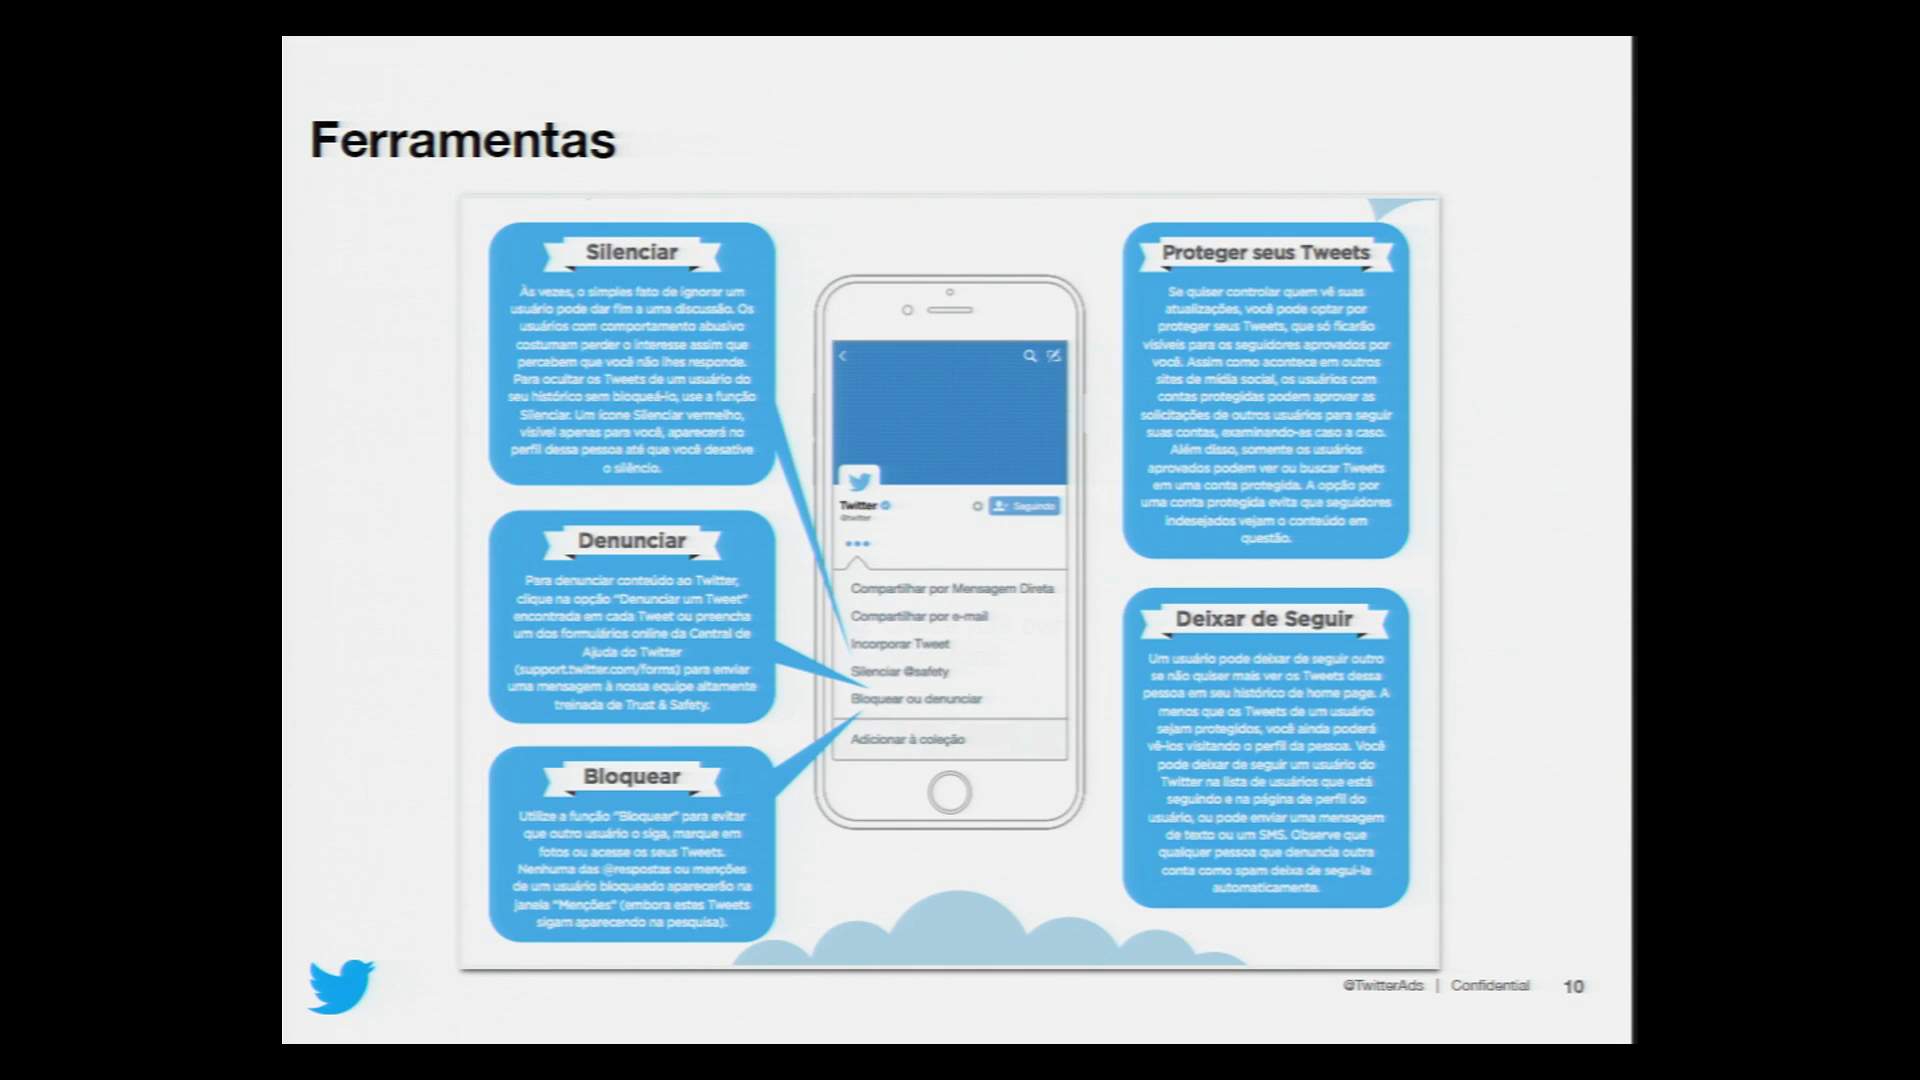 Ferramentas
Silenciar
Às vezes, o simples fato de ignorar um
usuário pode dar fim a uma discussão. Os
usuários com comportamento abusivo
costumam perder o interesse assim que
percebem que você não lhes responde.
Para ocultar os Tweets de um usuário do
seu histórico sem bloqueá-lo, use a função
Silenciar. Um ícone Silenciar vermelho,
visível apenas para você, aparecerá no
perfil dessa pessoa até que você desative
o silêncio.
Denunciar
Para denunciar conteúdo ao Twitter,
clique na opção "Denunciar um Tweet"
encontrada em cada Tweet ou preencha
um dos formulários online da Central de
Ajuda do Twitter
(support.twitter.com/forms) para enviar
uma mensagem à nossa equipe altamente
treinada de Trust & Safety.
Bloquear
Utilize a função "Bloquear" para evitar
que outro usuário o siga, marque em
fotos ou acesse os seus Tweets.
Nenhuma das @respostas ou menções
de um usuário bloqueado aparecerão na
janela "Menções" (embora estes Tweets
sigam aparecendo na pesquisa).
Twitter
@twitter
Seguindo
Compartilhar por Mensagem Direta
Compartilhar por e-mail
Incorporar Tweet
Silenciar @safety
Bloquear ou denunciar
Adicionar à coleção
Proteger seus Tweets
Se quiser controlar quem vê suas
atualizações, você pode optar por
proteger seus Tweets, que só ficarão
visíveis para os seguidores aprovados por
você. Assim como acontece em outros
sites de mídia social, os usuários com
contas protegidas podem aprovar as
solicitações de outros usuários para seguir
suas contas, examinando-as caso a caso.
Além disso, somente os usuários
aprovados podem ver ou buscar Tweets
em uma conta protegida. A opção por
uma conta protegida evita que seguidores
indesejados vejam o conteúdo em
questão.
Deixar de Seguir
Um usuário pode deixar de seguir outro
se não quiser mais ver os Tweets dessa
pessoa em seu histórico de home page. A
menos que os Tweets de um usuário
sejam protegidos, você ainda poderá
vê-los visitando o perfil da pessoa. Você
pode deixar de seguir um usuário do
Twitter na lista de usuários que está
seguindo e na página de perfil do
usuário, ou pode enviar uma mensagem
de texto ou um SMS. Observe que
qualquer pessoa que denuncia outra
conta como spam deixa de segui-la
automaticamente.
@TwitterAds | Confidential 10